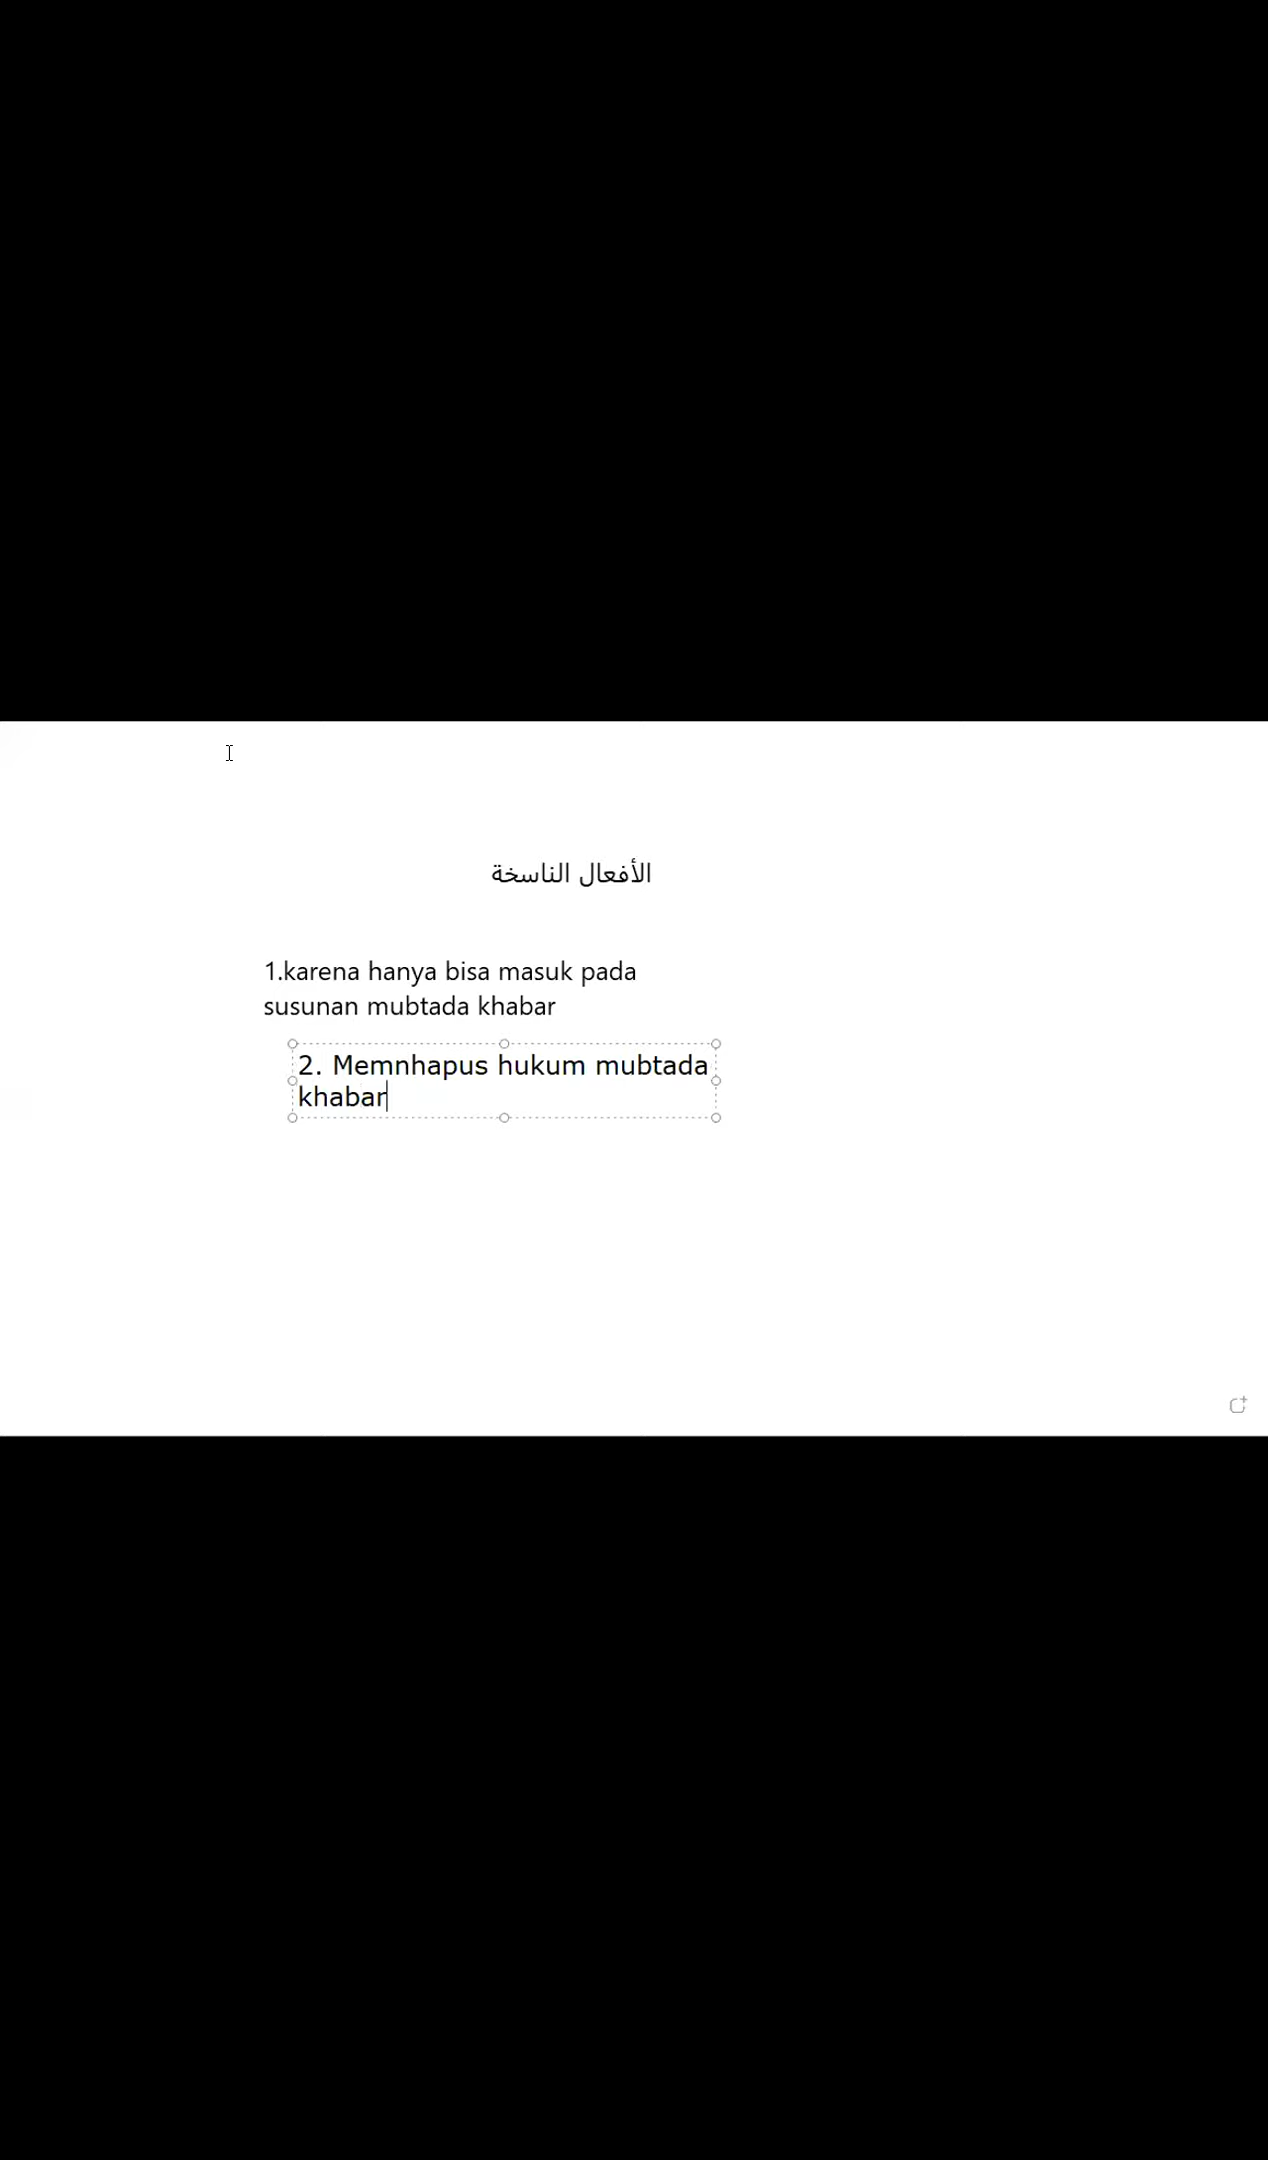 الأفعال الناسخة
1.karena hanya bisa masuk pada
susunan mubtada khabar
2. Memnhapus hukum mubtada
khabar